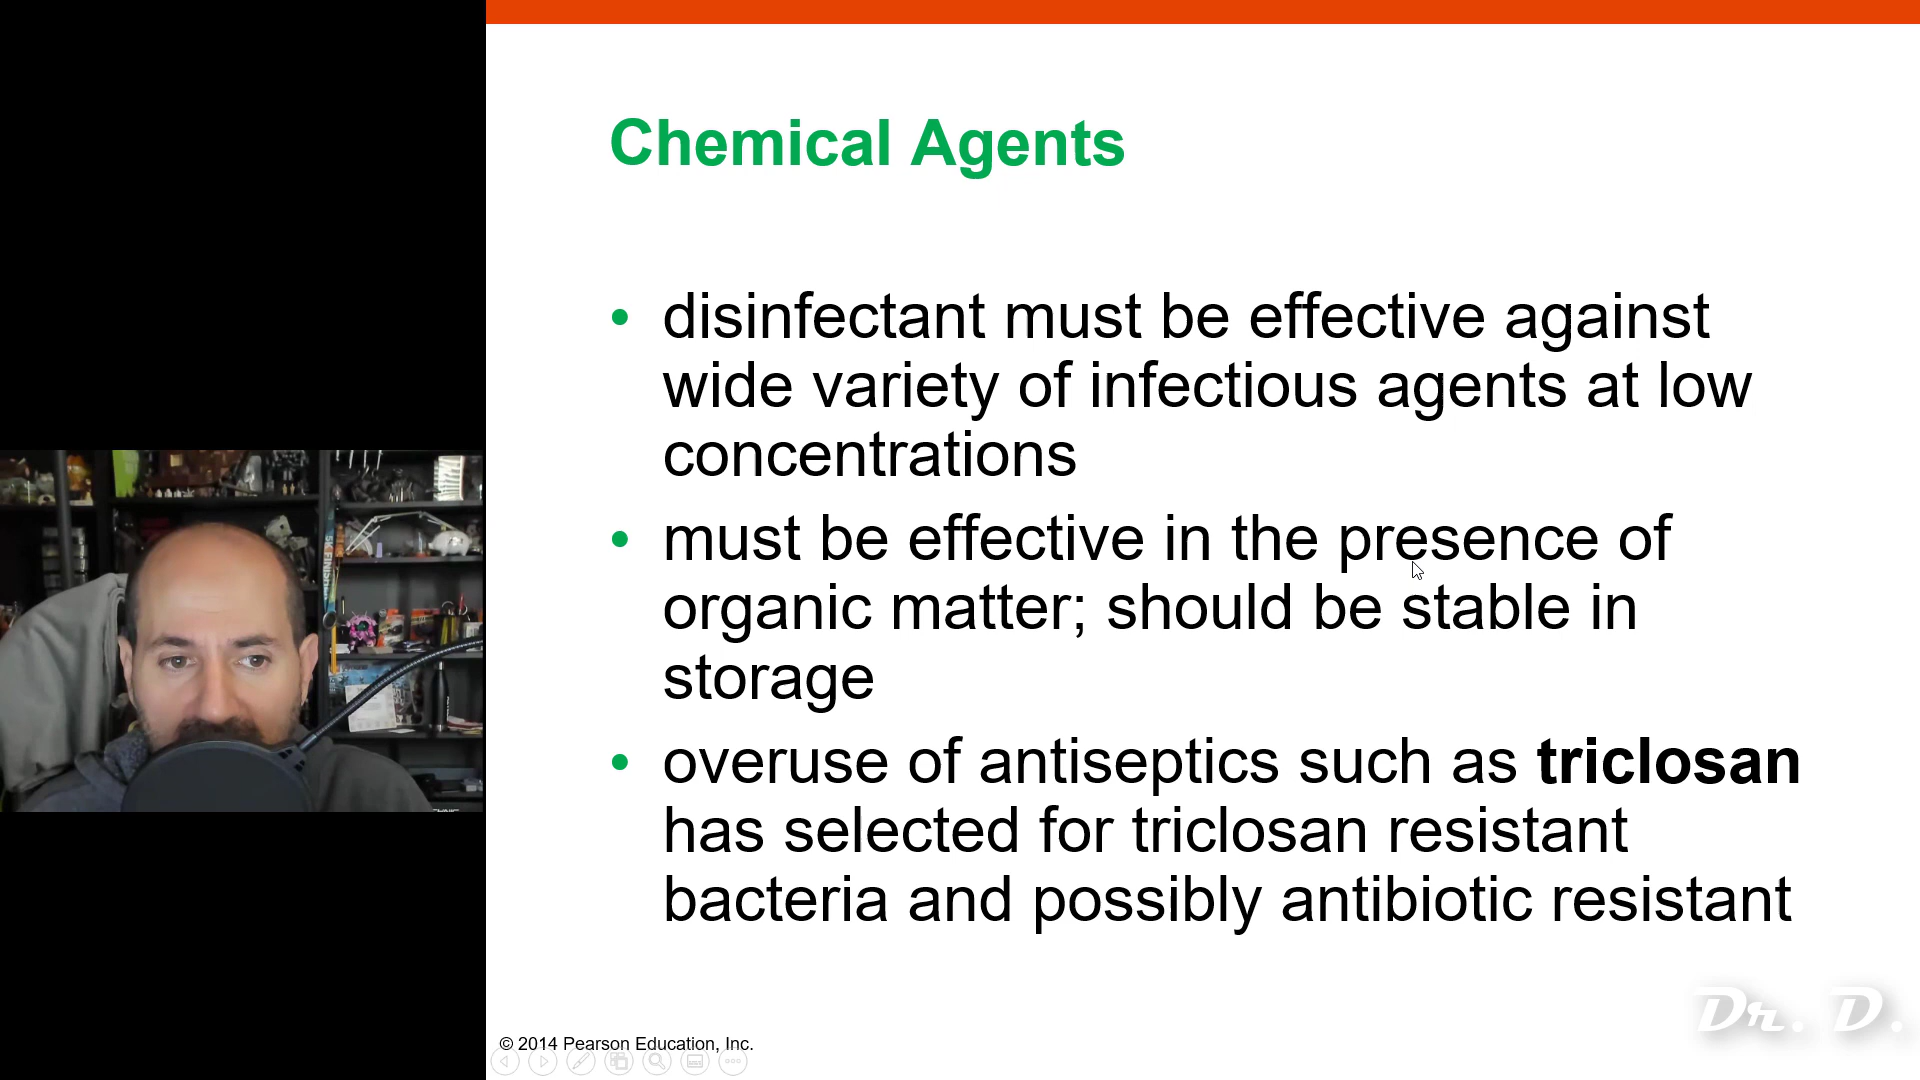 Chemical Agents
• disinfectant must be effective against
wide variety of infectious agents at low
concentrations
• must be effective in the presence of
organic matter; should be stable in
storage
• overuse of antiseptics such as triclosan
has selected for triclosan resistant
bacteria and possibly antibiotic resistant
Dr. D.
© 2014 Pearson Education, Inc.